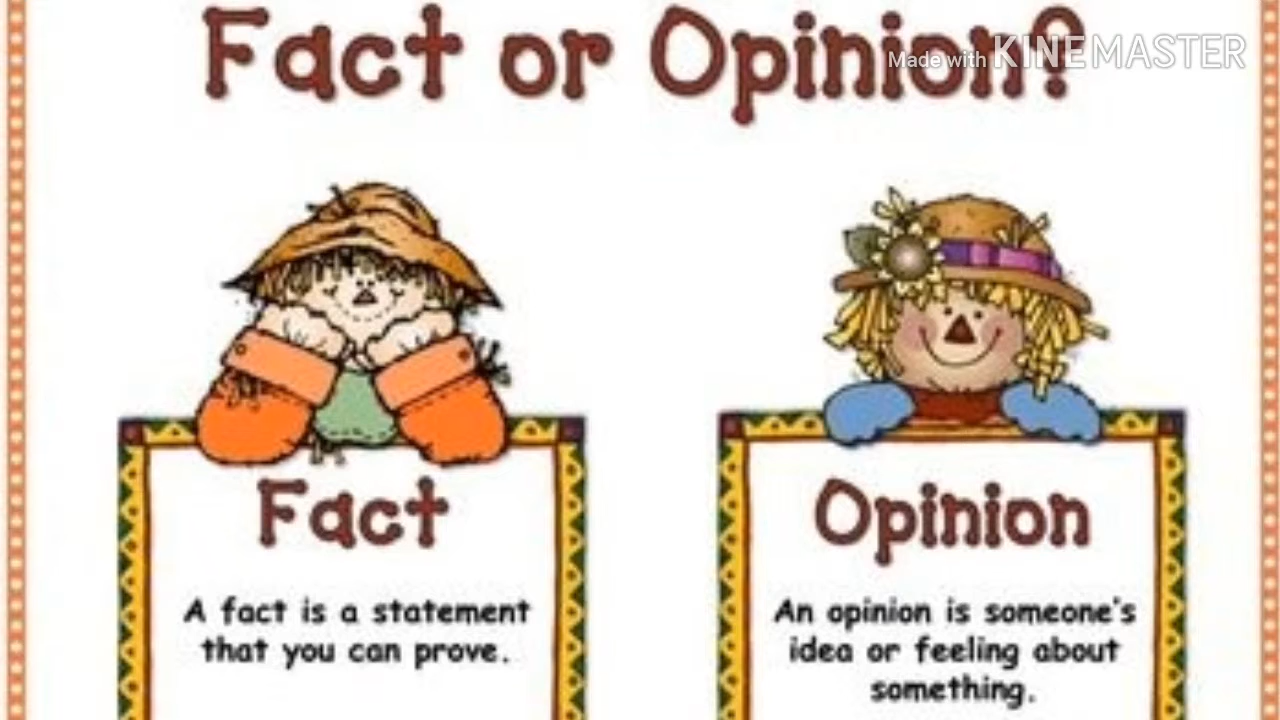 Fact or Opinion?
Made with KINEMASTER
Fact
A fact is a statement
that you can prove.
Opinion
An opinion is someone's
idea or feeling about
something.